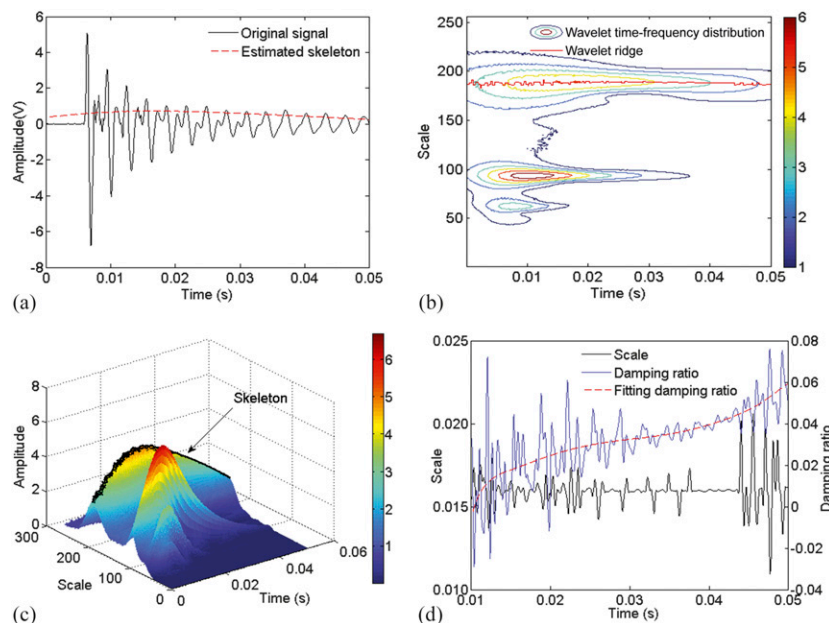 6
4
2
0
-2
-4
-6
-8
Amplitude(V)
Original signal
Estimated skeleton
0 0.01 0.02 0.03 0.04 0.05
Time (s)
(a)
250
200
150
100
50
Scale
Wavelet time-frequency distribution
Wavelet ridge
0.01 0.02 0.03 0.04 0.05
Time (s)
6
5
4
3
2
1
(b)
8
6
4
2
0
Amplitude
Skeleton
300
200
100
0
Scale
0
0.02
0.04
0.06
Time (s)
6
5
4
3
2
1
(c)
0.025
0.020
0.015
0.010
Scale
Scale
Damping ratio
Fitting damping ratio
0.08
0.06
0.04
0.02
0
-0.02
-0.04
Damping ratio
0.01 0.02 0.03 0.04 0.05
Time (s)
(d)